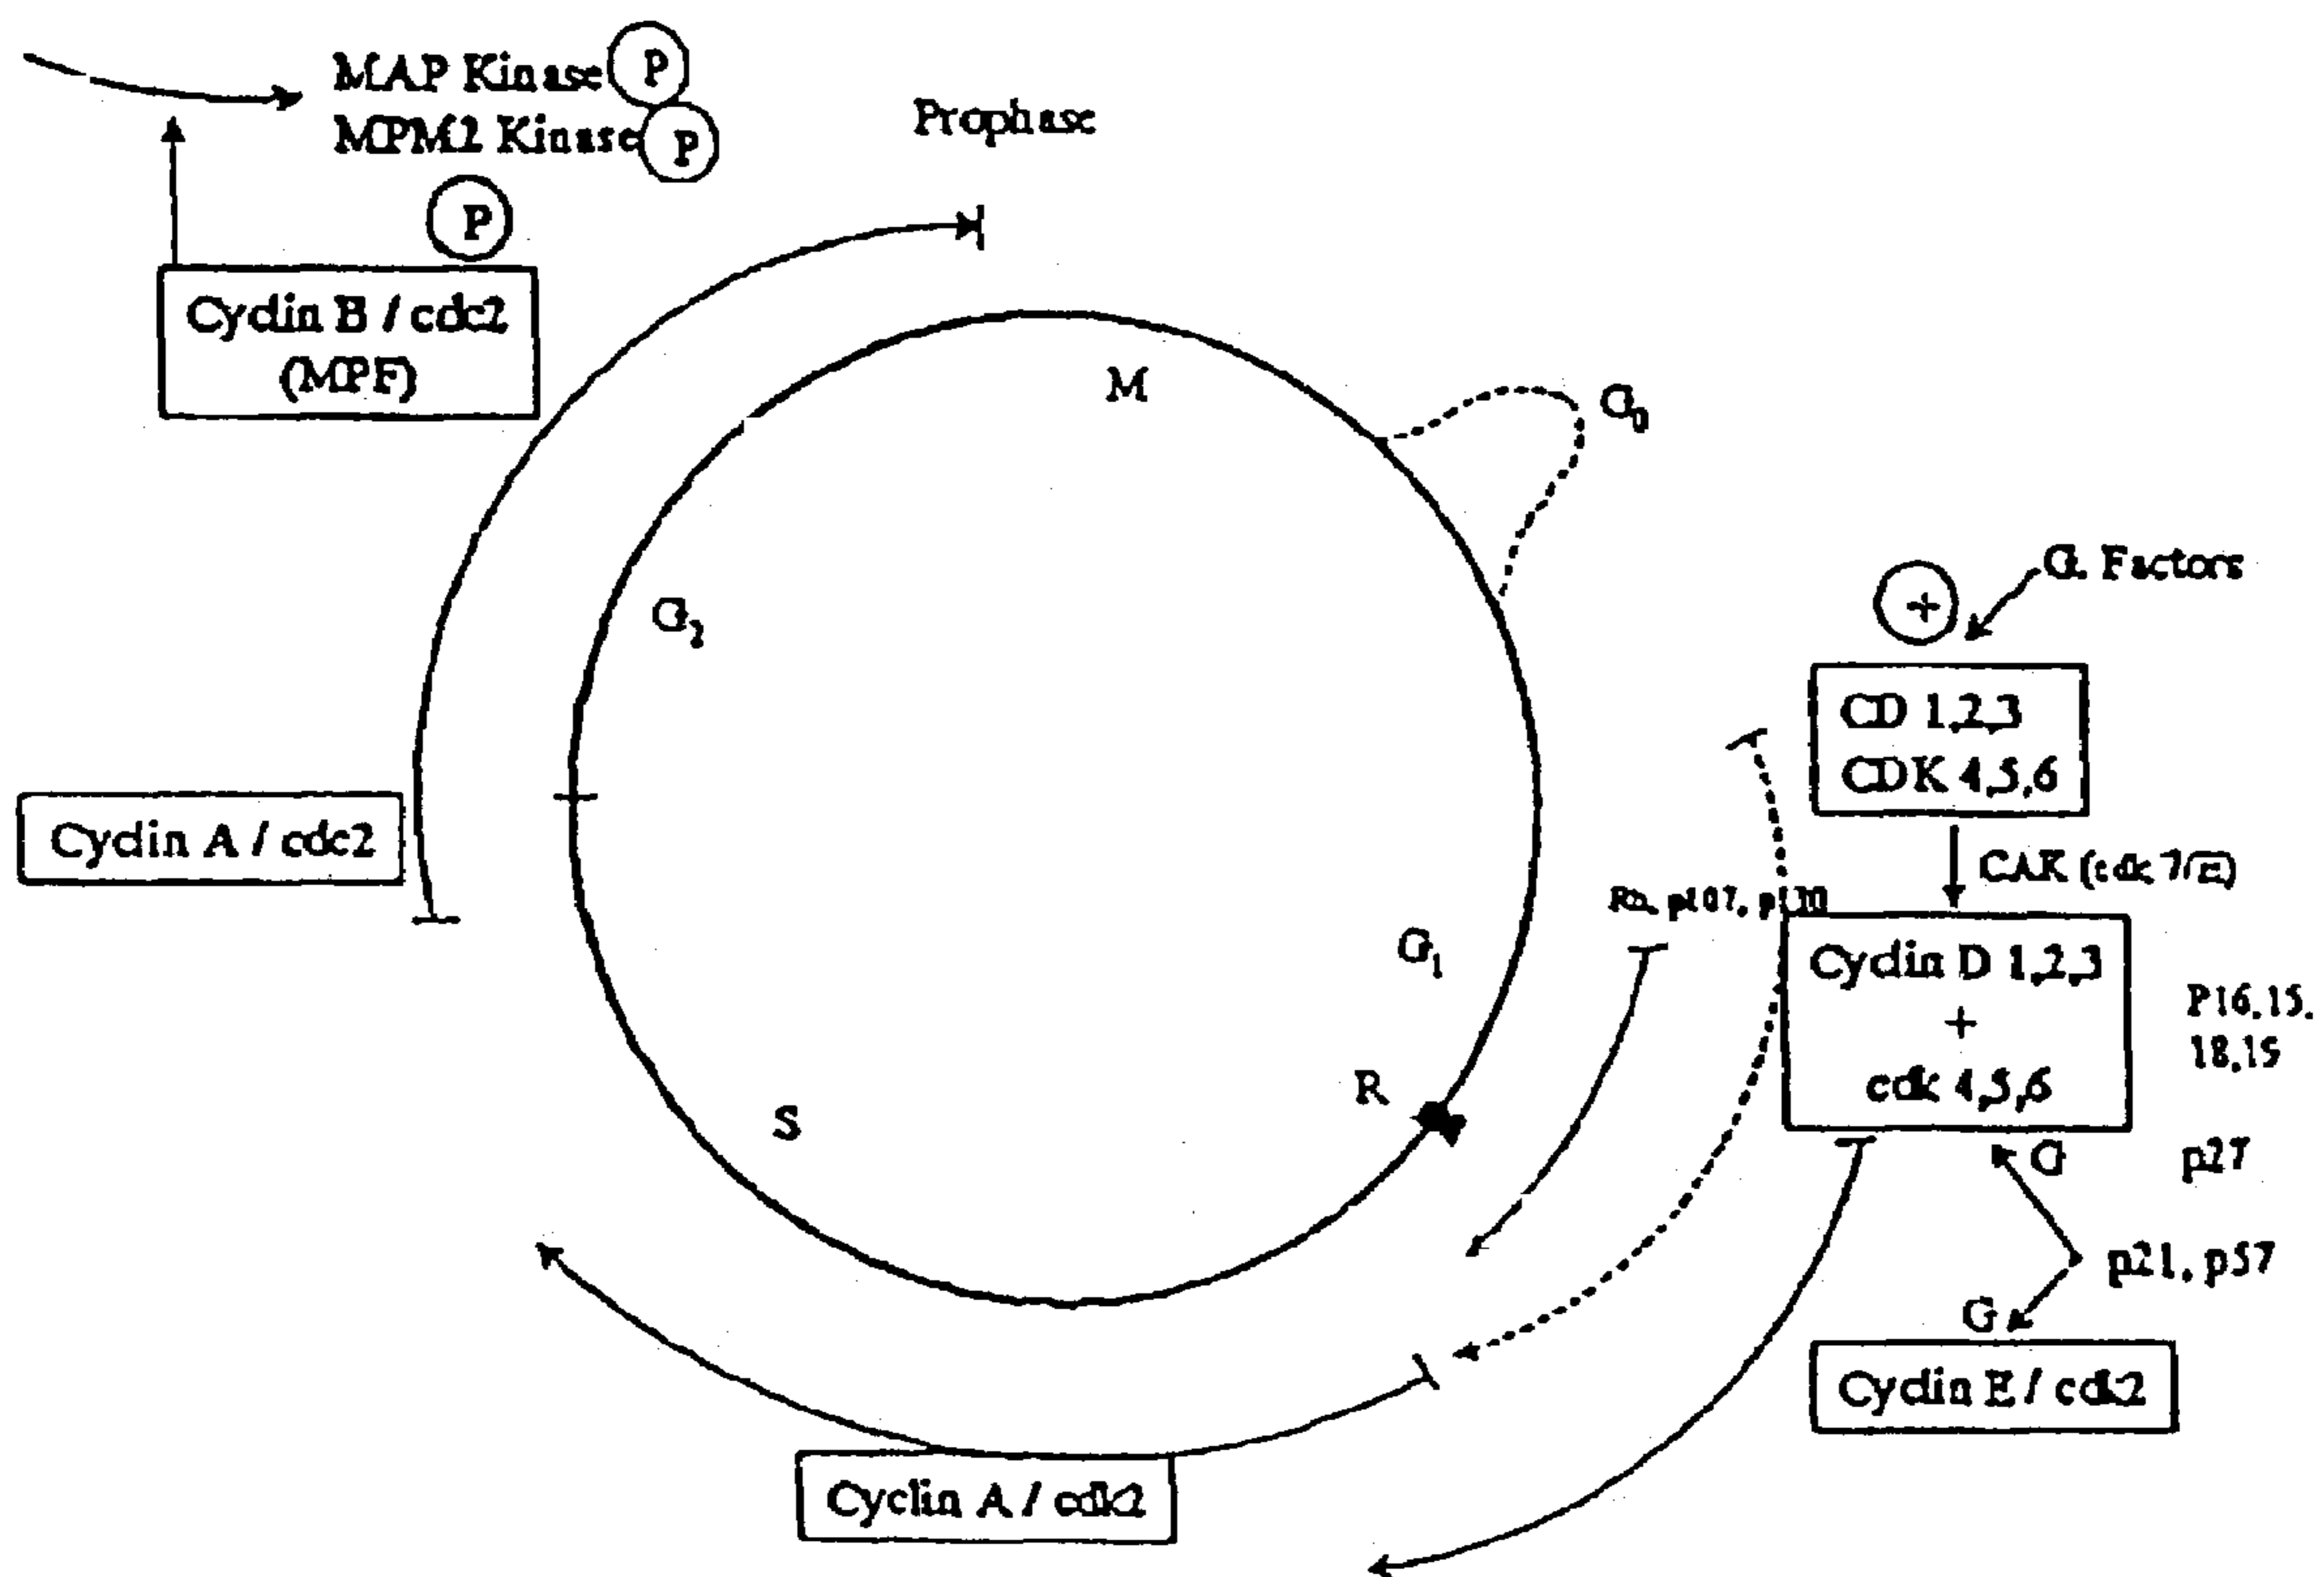 MAP Kinase P
MPM2 Kinase P
P
Prophase
Cyclin B / cdc2
(MPF)
M
G0
G2
G. Factors
+
CD 1,2,3
CDK 4,5,6
Cyclin A / cdc2
CAK (cdk 7/
Rb, p107, p130
G1
Cyclin D 1,2,3
+
cdk 4,5,6
P16,15,
18,19
R
S
G
p27
p21, p57
G
Cyclin E / cdk2
Cyclin A / cdk2